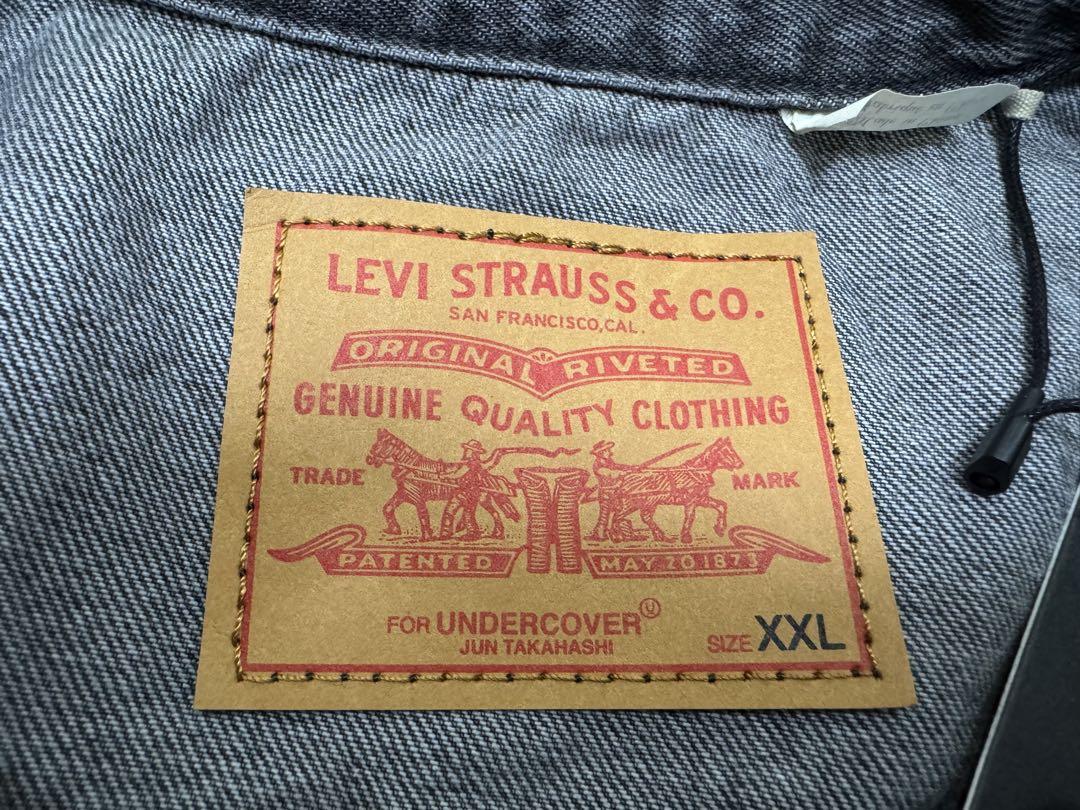 LEVI STRAUSS & CO.
SAN FRANCISCO, CAL.
ORIGINAL RIVETED
GENUINE QUALITY CLOTHING
TRADE MARK
PATENTED MAY 20 1873
FOR UNDERCOVER Ⓤ
JUN TAKAHASHI
SIZE XXL